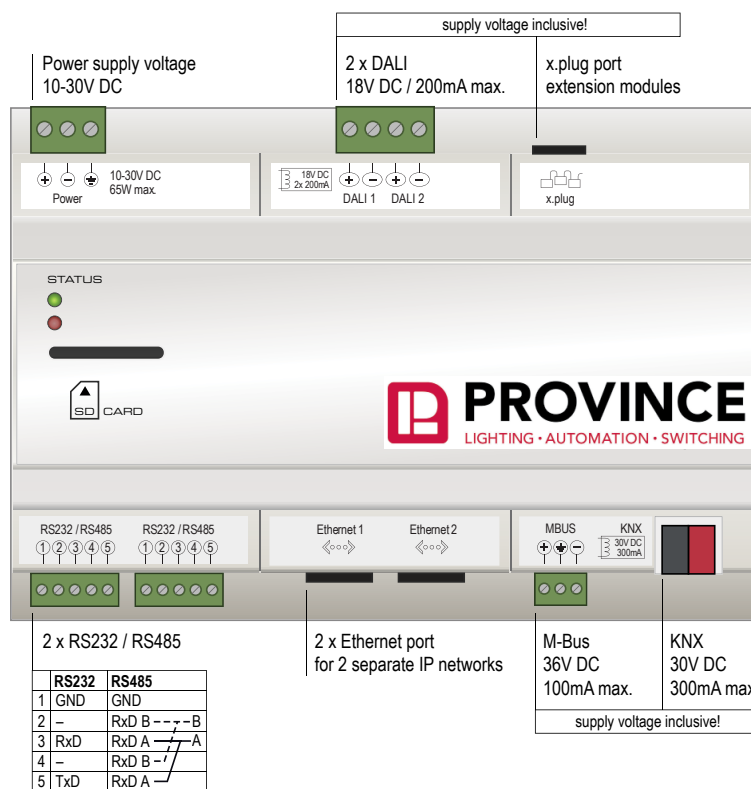 supply voltage inclusive!
Power supply voltage
10-30V DC
2 x DALI
18V DC / 200mA max.
x.plug port
extension modules
10-30V DC
65W max.
Power
18V DC
2x 200mA
DALI 1 DALI 2
x.plug
STATUS
SD CARD
PROVINCE
LIGHTING • AUTOMATION • SWITCHING
RS232 / RS485 RS232 / RS485
1 2 3 4 5 1 2 3 4 5
Ethernet 1 Ethernet 2
MBUS KNX
30V DC
300mA
2 x RS232 / RS485
2 x Ethernet port
for 2 separate IP networks
M-Bus
36V DC
100mA max.
KNX
30V DC
300mA max
supply voltage inclusive!
RS232 RS485
1 GND GND
2 – RxD B B
3 RxD RxD A A
4 – RxD B
5 TxD RxD A